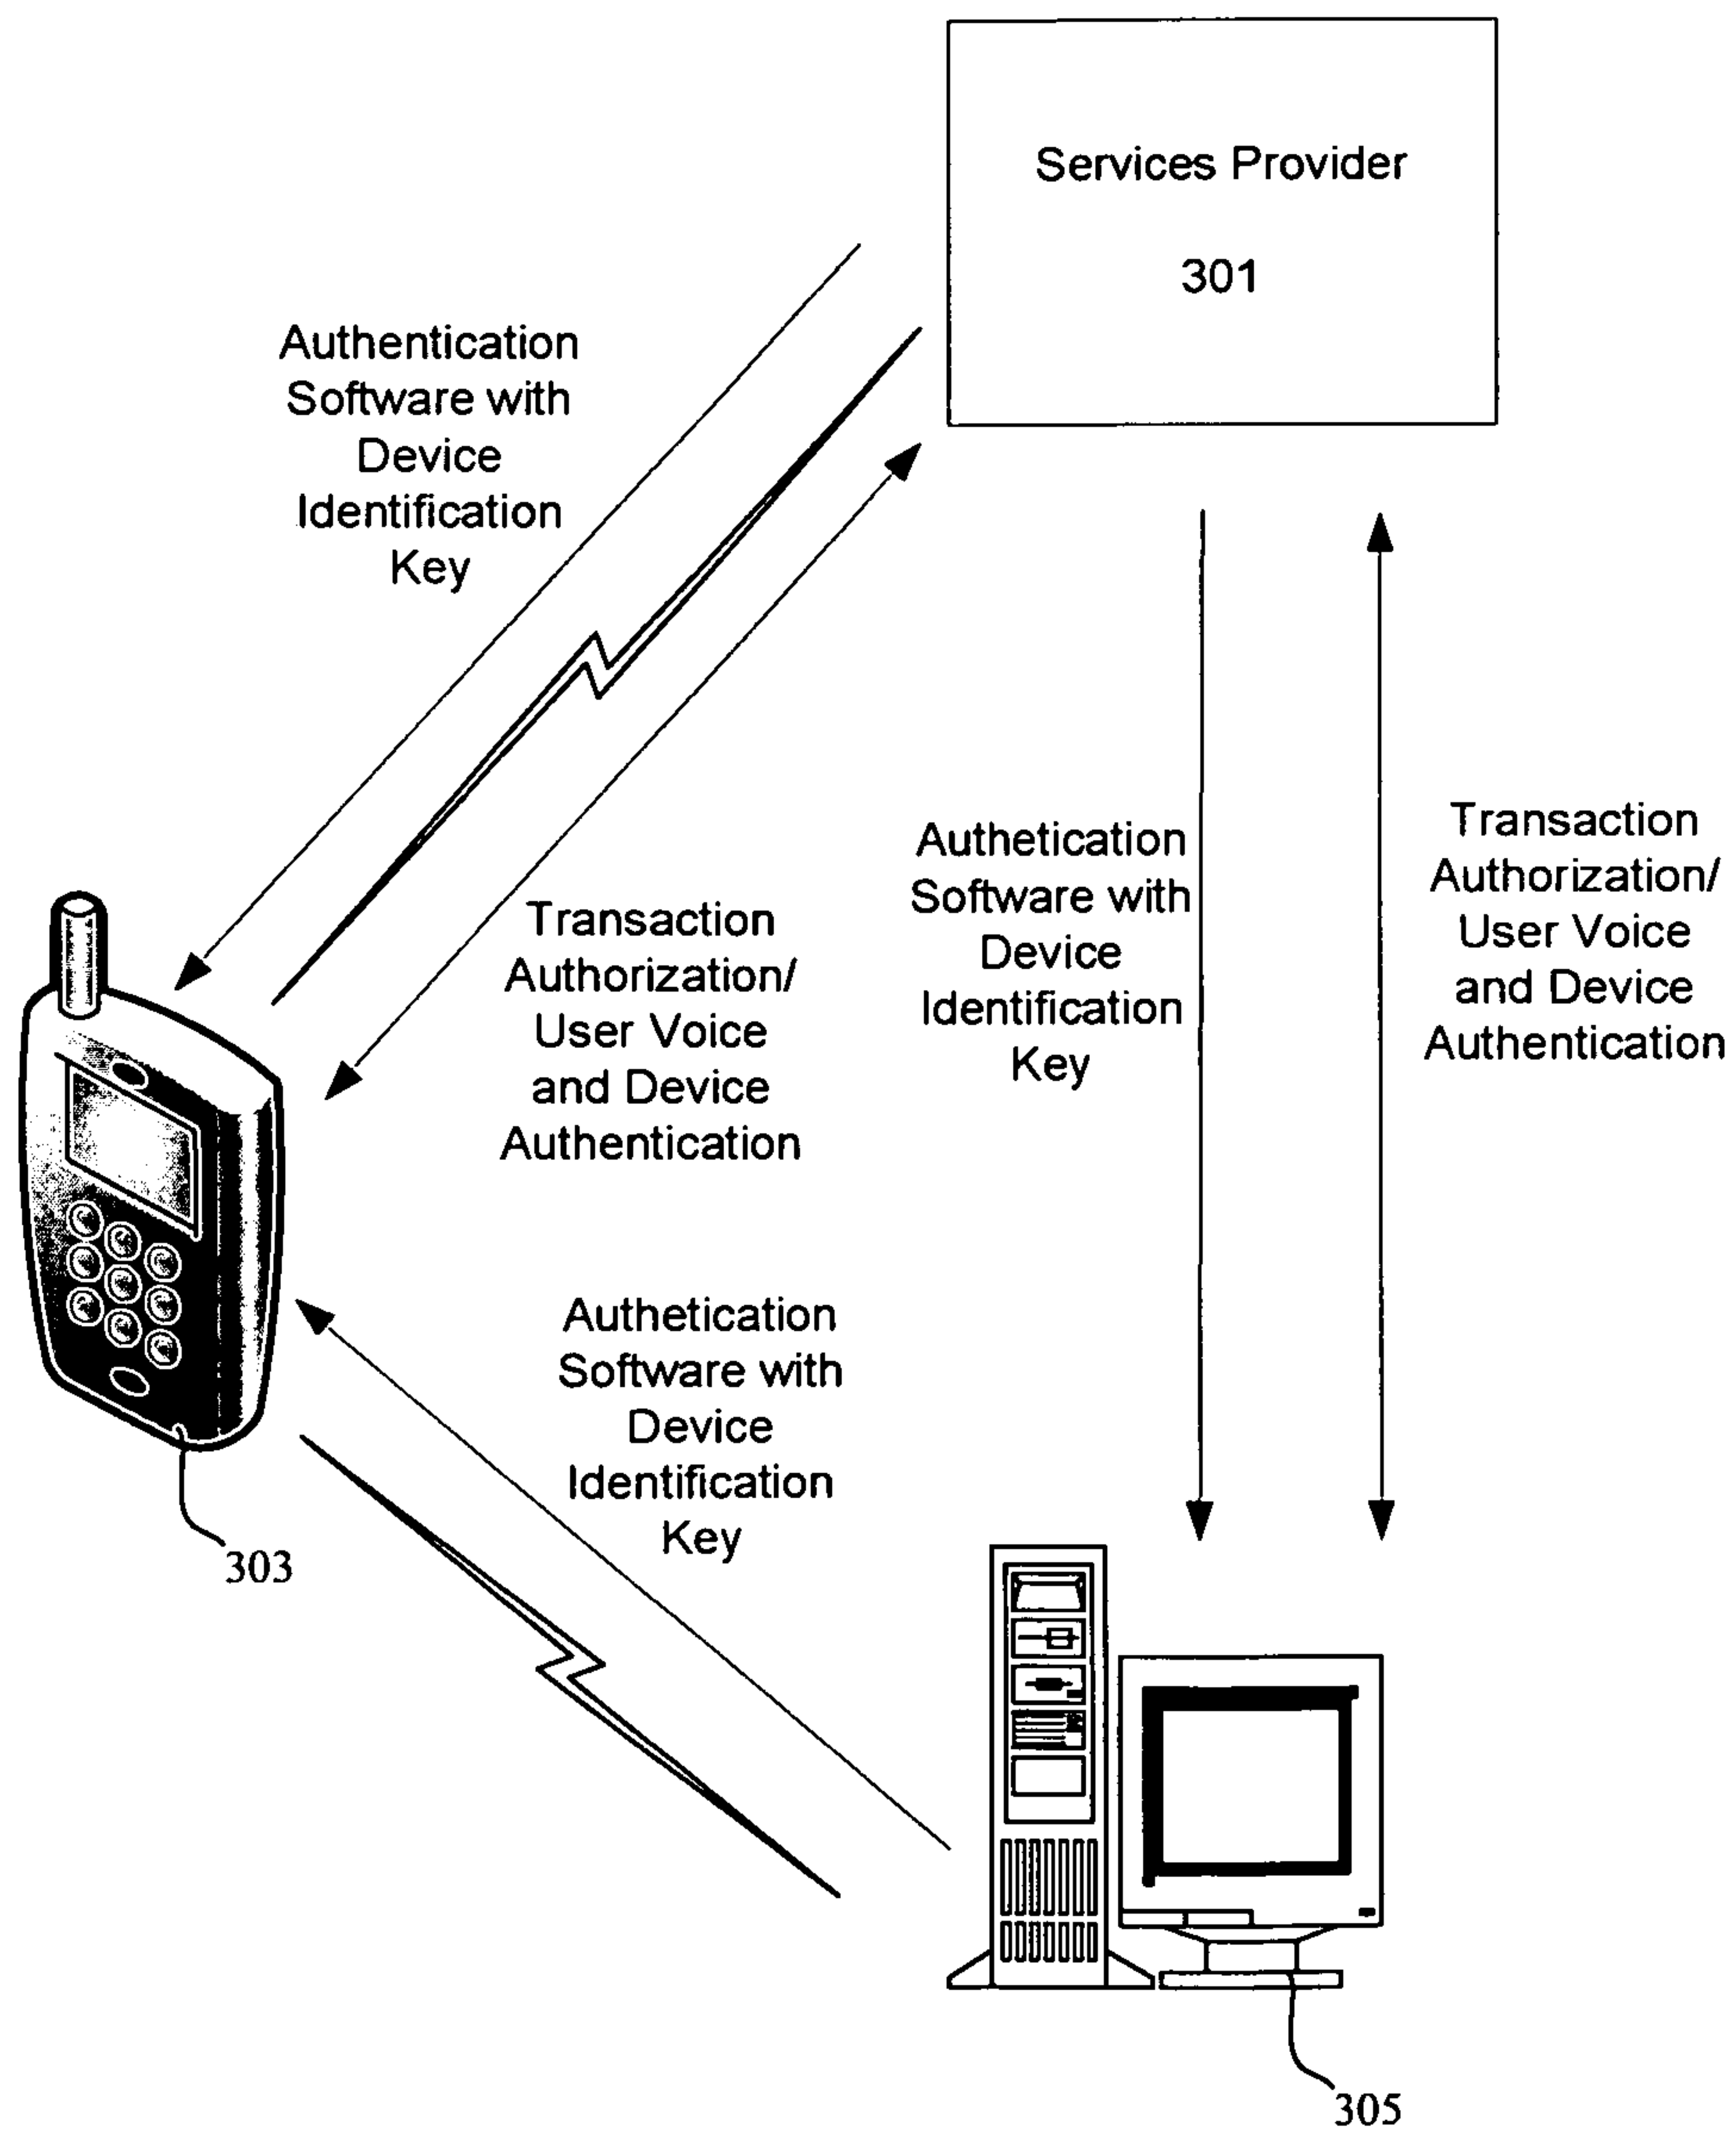 Services Provider
301
Authentication
Software with
Device
Identification
Key
Transaction
Authorization/
User Voice
and Device
Authentication
Authetication
Software with
Device
Identification
Key
Transaction
Authorization/
User Voice
and Device
Authentication
Authetication
Software with
Device
Identification
Key
303
305